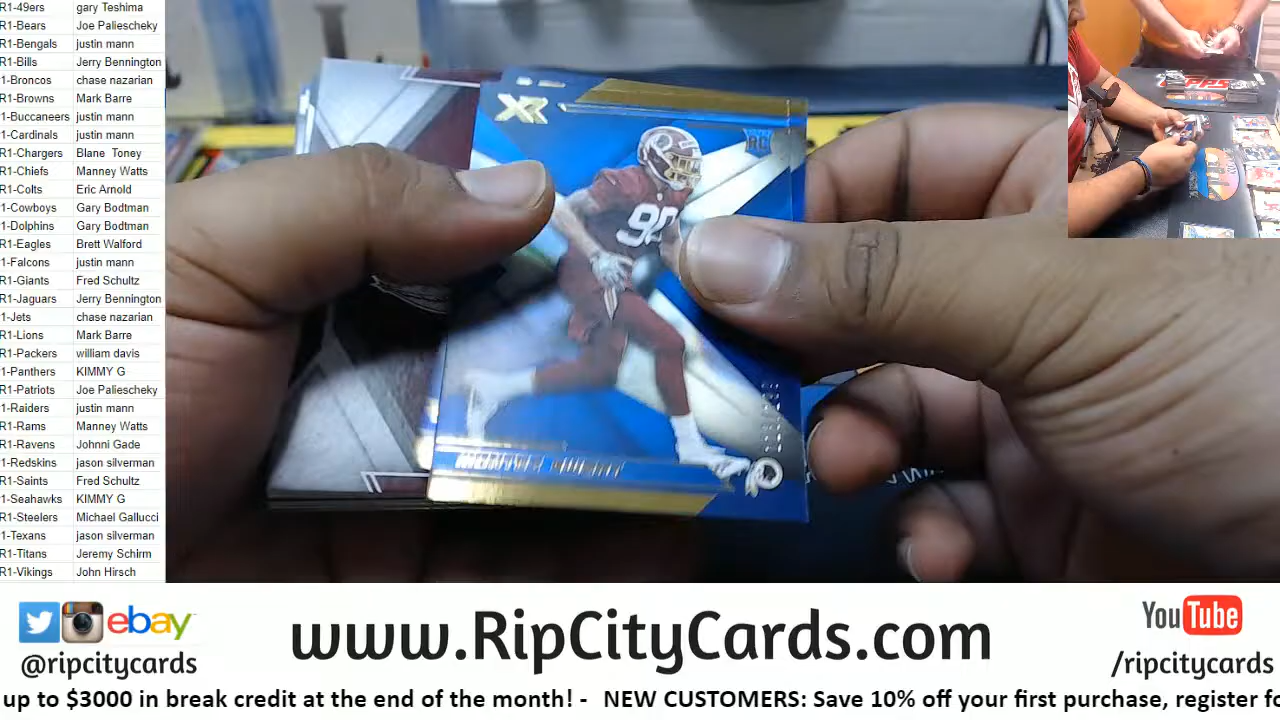 R1-49ers gary Teshima
R1-Bears Joe Paliescheky
R1-Bengals justin mann
R1-Bills Jerry Bennington
1-Broncos chase nazarian
R1-Browns Mark Barre
1-Buccaneers justin mann
1-Cardinals justin mann
R1-Chargers Blane Toney
R1-Chiefs Manney Watts
R1-Colts Eric Arnold
1-Cowboys Gary Bodtman
1-Dolphins Gary Bodtman
R1-Eagles Brett Walford
1-Falcons justin mann
R1-Giants Fred Schultz
R1-Jaguars Jerry Bennington
1-Jets chase nazarian
R1-Lions Mark Barre
R1-Packers william davis
1-Panthers KIMMY G
R1-Patriots Joe Paliescheky
R1-Raiders justin mann
R1-Rams Manney Watts
R1-Ravens Johnni Gade
1-Redskins jason silverman
R1-Saints Fred Schultz
1-Seahawks KIMMY G
R1-Steelers Michael Gallucci
1-Texans jason silverman
R1-Titans Jeremy Schirm
R1-Vikings John Hirsch
XR
RC
TOPPS
ebay
@ripcitycards
www.RipCityCards.com
YouTube
/ripcitycards
up to $3000 in break credit at the end of the month! - NEW CUSTOMERS: Save 10% off your first purchase, register fo